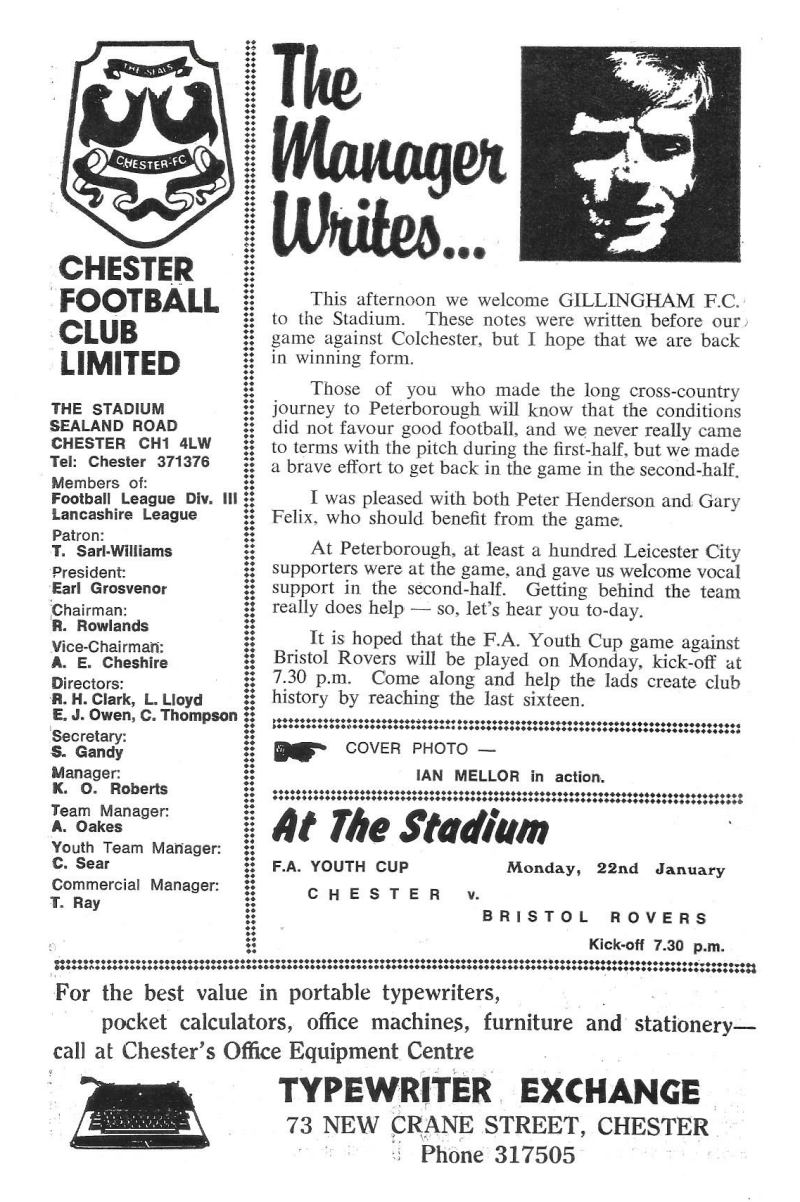 THE SEALS
CHESTER-FC
CHESTER
FOOTBALL
CLUB
LIMITED
THE STADIUM
SEALAND ROAD
CHESTER CH1 4LW
Tel: Chester 371376
Members of:
Football League Div. III
Lancashire League
Patron:
T. Sarl-Williams
President:
Earl Grosvenor
Chairman:
R. Rowlands
Vice-Chairman:
A. E. Cheshire
Directors:
R. H. Clark, L. Lloyd
E. J. Owen, C. Thompson
Secretary:
S. Gandy
Manager:
K. O. Roberts
Team Manager:
A. Oakes
Youth Team Manager:
C. Sear
Commercial Manager:
T. Ray
The
Manager
Writes...
This afternoon we welcome GILLINGHAM F.C.
to the Stadium. These notes were written before our
game against Colchester, but I hope that we are back
in winning form.
Those of you who made the long cross-country
journey to Peterborough will know that the conditions
did not favour good football, and we never really came
to terms with the pitch during the first-half, but we made
a brave effort to get back in the game in the second-half.
I was pleased with both Peter Henderson and Gary
Felix, who should benefit from the game.
At Peterborough, at least a hundred Leicester City
supporters were at the game, and gave us welcome vocal
support in the second-half. Getting behind the team
really does help — so, let's hear you to-day.
It is hoped that the F.A. Youth Cup game against
Bristol Rovers will be played on Monday, kick-off at
7.30 p.m. Come along and help the lads create club
history by reaching the last sixteen.
COVER PHOTO —
IAN MELLOR in action.
At The Stadium
F.A. YOUTH CUP Monday, 22nd January
CHESTER v.
BRISTOL ROVERS
Kick-off 7.30 p.m.
For the best value in portable typewriters,
pocket calculators, office machines, furniture and stationery—
call at Chester's Office Equipment Centre
TYPEWRITER EXCHANGE
73 NEW CRANE STREET, CHESTER
Phone 317505